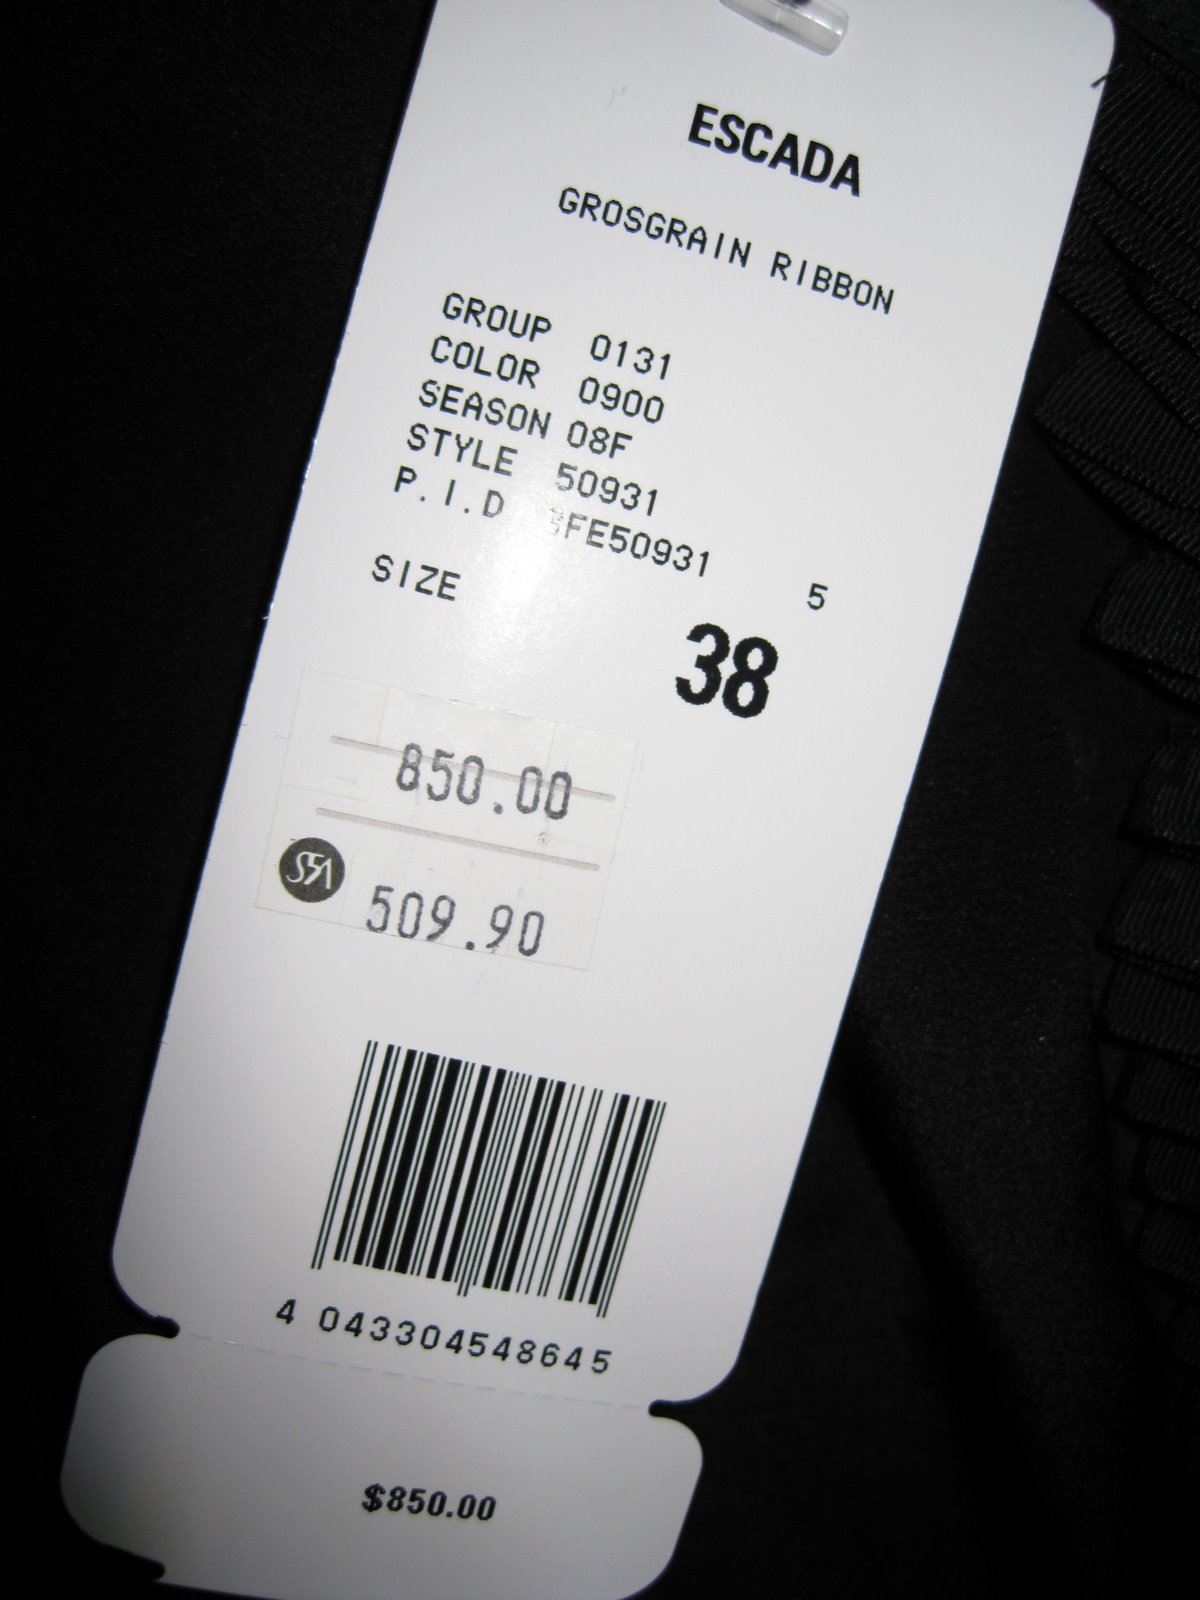 ESCADA
GROSGRAIN RIBBON
GROUP 0131
COLOR 0900
SEASON 08F
STYLE 50931
P.I.D FE50931 5
SIZE 38
850.00
SFA
509.90
4 043304548645
$850.00